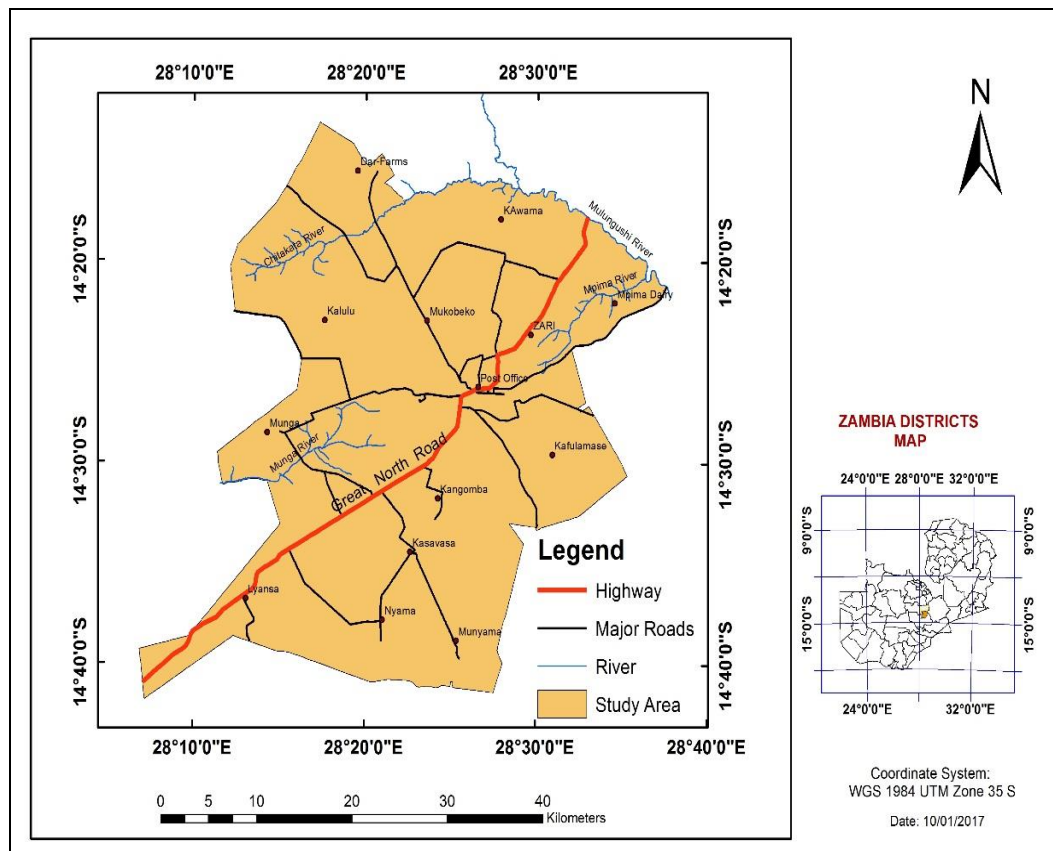 28°10'0"E 28°20'0"E 28°30'0"E
N
Dar-Farms
KAwama
Mulungushi River
Chitakata River
14°20'0"S
14°20'0"S
Mpima River
Mpima Dairy
Kalulu
Mukobeko
ZARI
Post Office
Munga
Munga River
Kafulamase
14°30'0"S
14°30'0"S
Great North Road
Kangomba
Kasavasa
Lyansa
Nyama
Munyama
14°40'0"S
14°40'0"S
Legend
Highway
Major Roads
River
Study Area
28°10'0"E 28°20'0"E 28°30'0"E 28°40'0"E
0 5 10 20 30 40
Kilometers
ZAMBIA DISTRICTS
MAP
24°0'0"E 28°0'0"E 32°0'0"E
9°0'0"S
9°0'0"S
15°0'0"S
15°0'0"S
24°0'0"E 32°0'0"E
Coordinate System:
WGS 1984 UTM Zone 35 S
Date: 10/01/2017